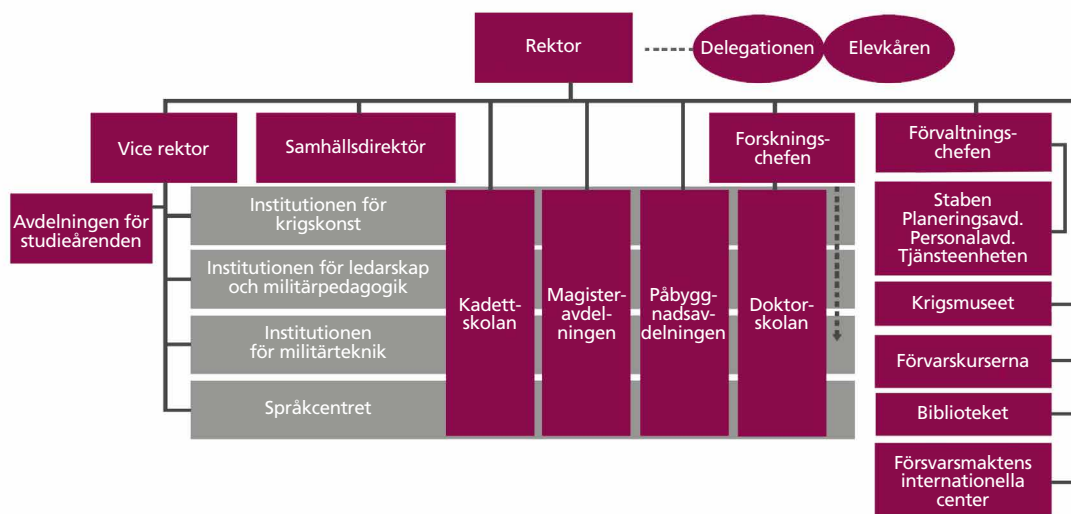 Rektor
Delegationen
Elevkåren
Vice rektor
Samhällsdirektör
Forsknings-
chefen
Förvaltnings-
chefen
Avdelningen för
studieärenden
Institutionen för
krigskonst
Institutionen för ledarskap
och militärpedagogik
Institutionen
för militärteknik
Språkcentret
Kadett-
skolan
Magister-
avdel-
ningen
Påbygg-
nadsav-
delningen
Doktor-
skolan
Staben
Planeringsavd.
Personalavd.
Tjänsteenheten
Krigsmuseet
Förvarskurserna
Biblioteket
Försvarsmaktens
internationella
center